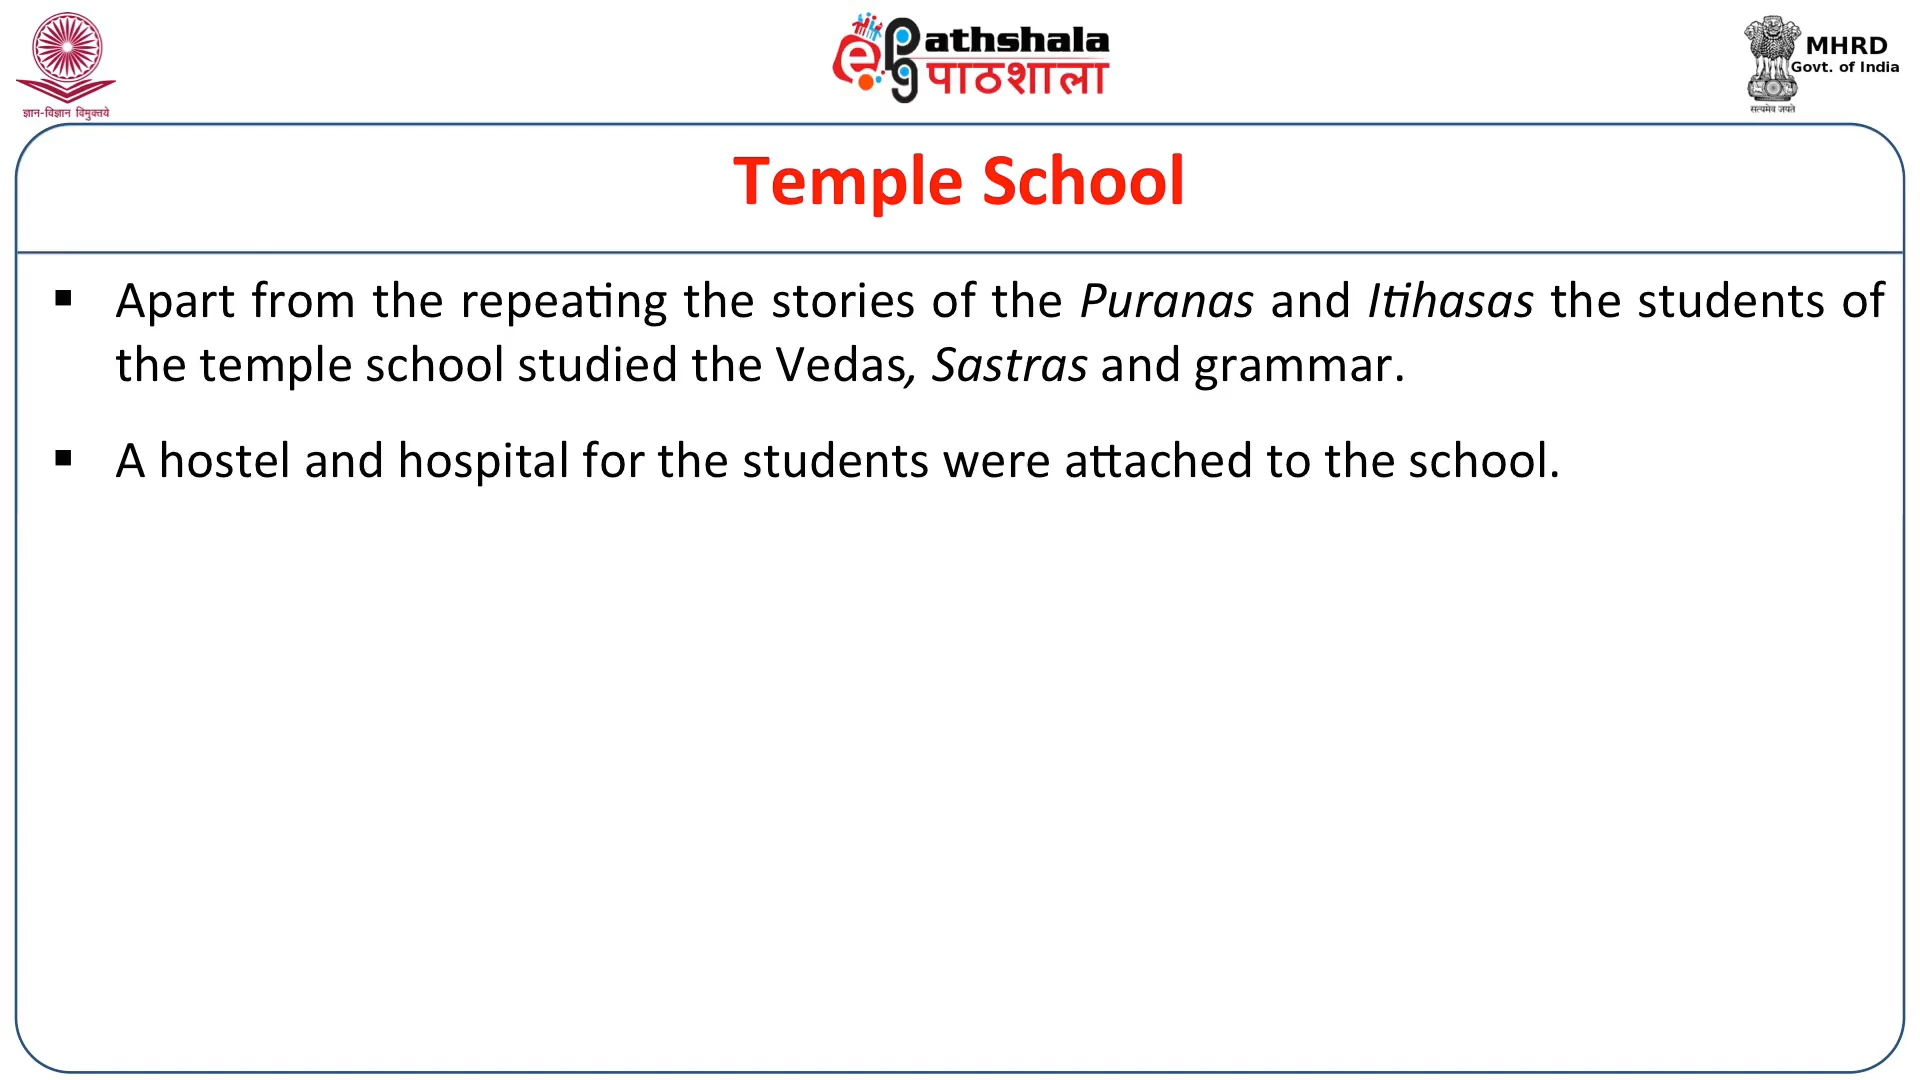 ज्ञान-विज्ञान विमुक्तये
e Pg Pathshala
पाठशाला
MHRD
Govt. of India
सत्यमेव जयते
Temple School
▪ Apart from the repeating the stories of the Puranas and Itihasas the students of
the temple school studied the Vedas, Sastras and grammar.
▪ A hostel and hospital for the students were attached to the school.